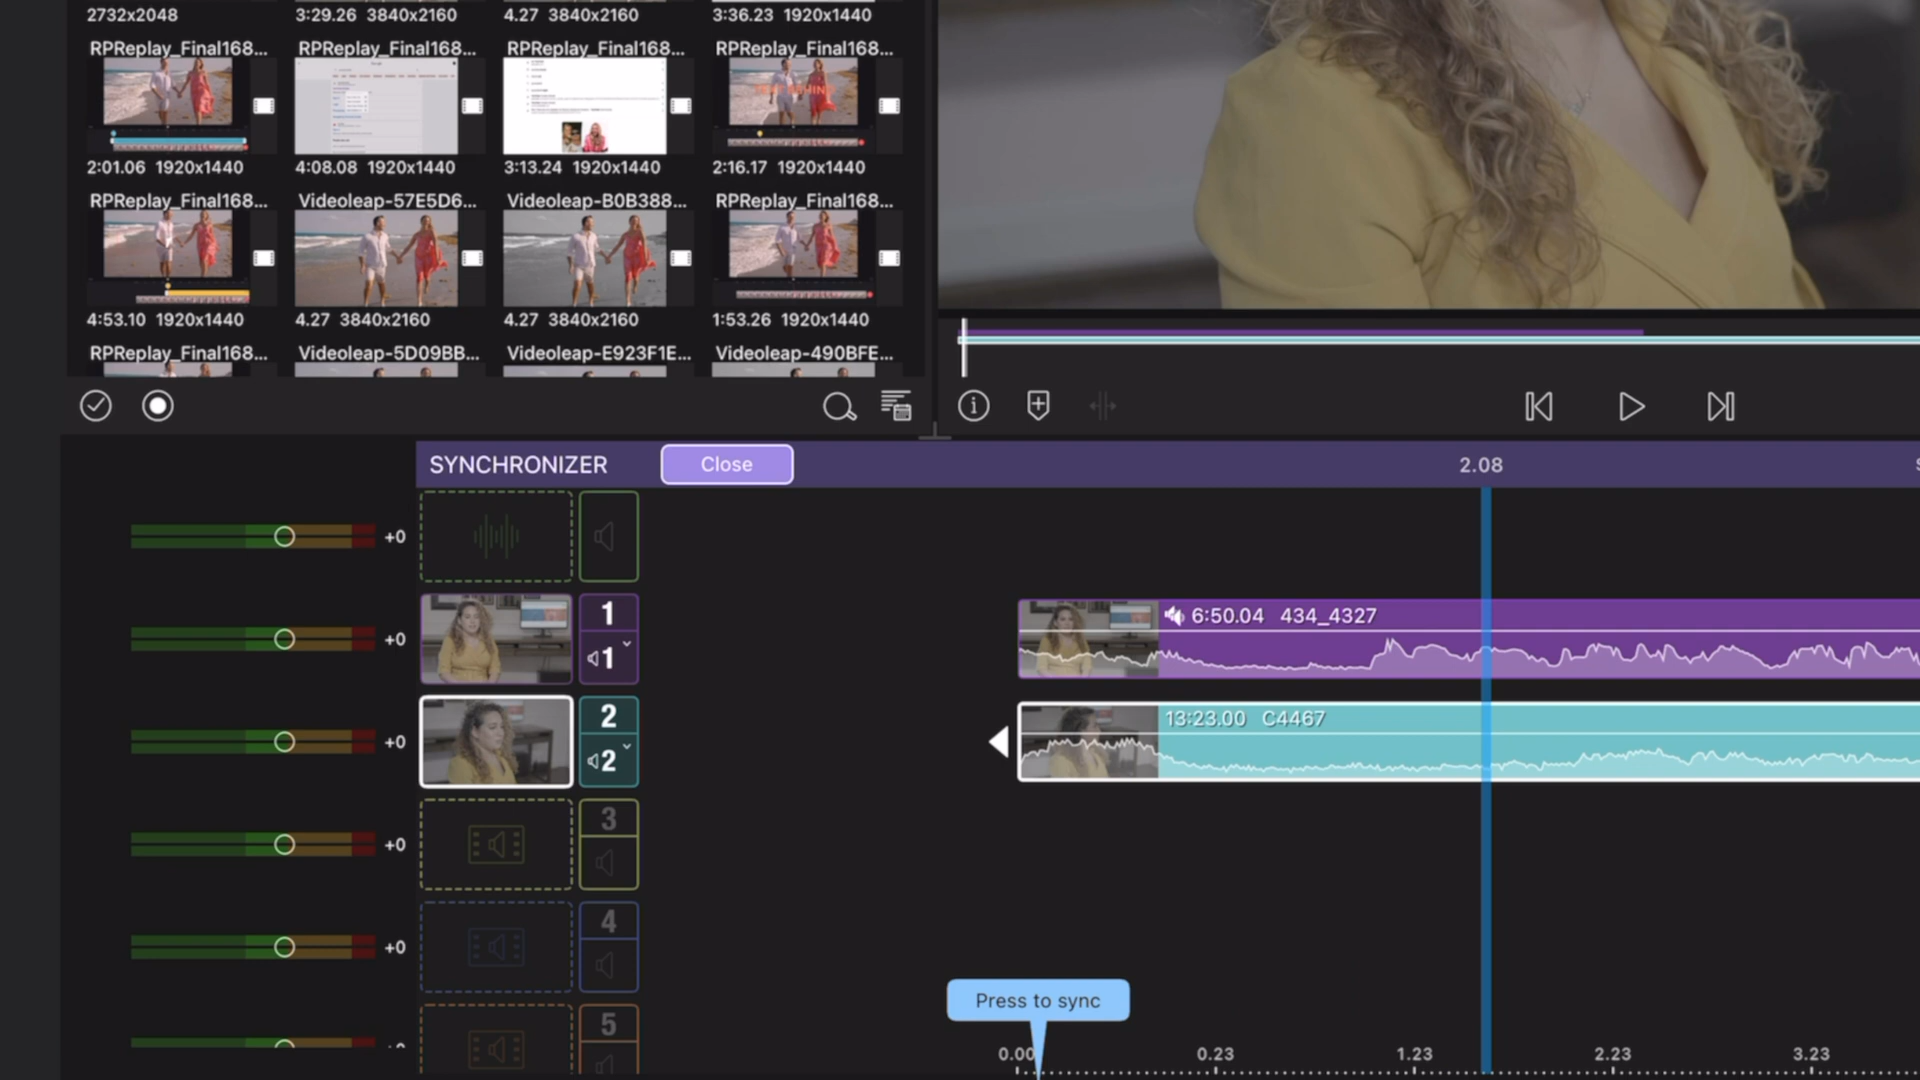 2732x2048
3:29.26 3840x2160
4.27 3840x2160
3:36.23 1920x1440
RPReplay_Final168...
RPReplay_Final168...
RPReplay_Final168...
RPReplay_Final168...
2:01.06 1920x1440
4:08.08 1920x1440
3:13.24 1920x1440
2:16.17 1920x1440
RPReplay_Final168...
Videoleap-57E5D6...
Videoleap-B0B388...
RPReplay_Final168...
4:53.10 1920x1440
4.27 3840x2160
4.27 3840x2160
1:53.26 1920x1440
RPReplay_Final168...
Videoleap-5D09BB...
Videoleap-E923F1E...
Videoleap-490BFE...
SYNCHRONIZER
Close
2.08
+0
+0
1
1
6:50.04 434_4327
+0
2
2
13:23.00 C4467
+0
3
+0
4
5
Press to sync
0.00
0.23
1.23
2.23
3.23